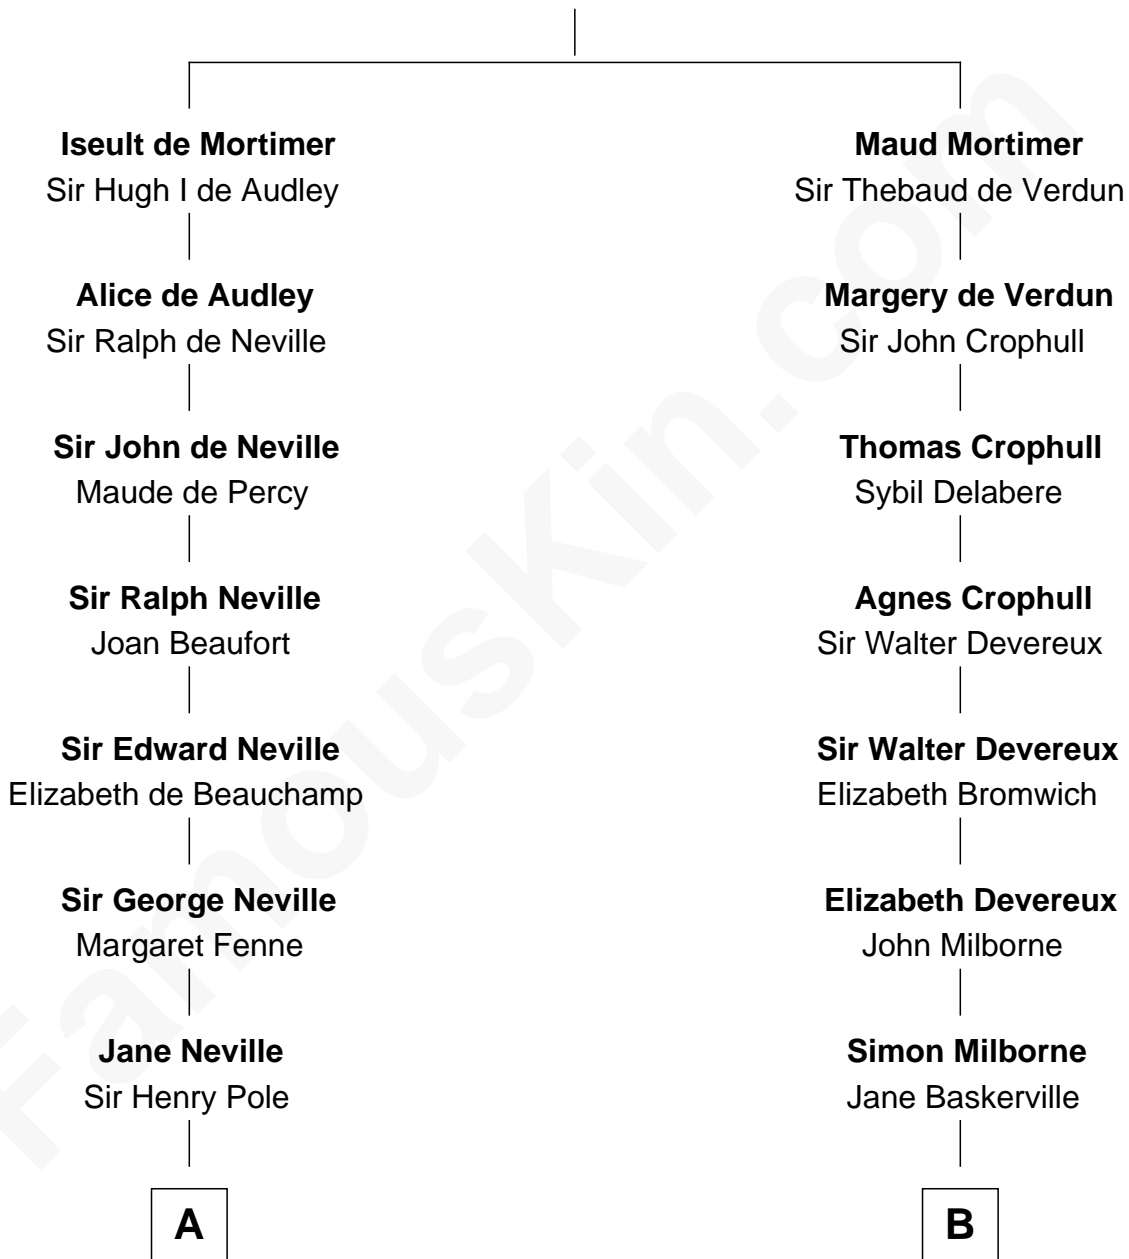 Iseult de Mortimer
Sir Hugh I de Audley
Alice de Audley
Sir Ralph de Neville
Sir John de Neville
Maude de Percy
Sir Ralph Neville
Joan Beaufort
Sir Edward Neville
Elizabeth de Beauchamp
Sir George Neville
Margaret Fenne
Jane Neville
Sir Henry Pole
A
Maud Mortimer
Sir Thebaud de Verdun
Margery de Verdun
Sir John Crophull
Thomas Crophull
Sybil Delabere
Agnes Crophull
Sir Walter Devereux
Sir Walter Devereux
Elizabeth Bromwich
Elizabeth Devereux
John Milborne
Simon Milborne
Jane Baskerville
B
FamousKin.com